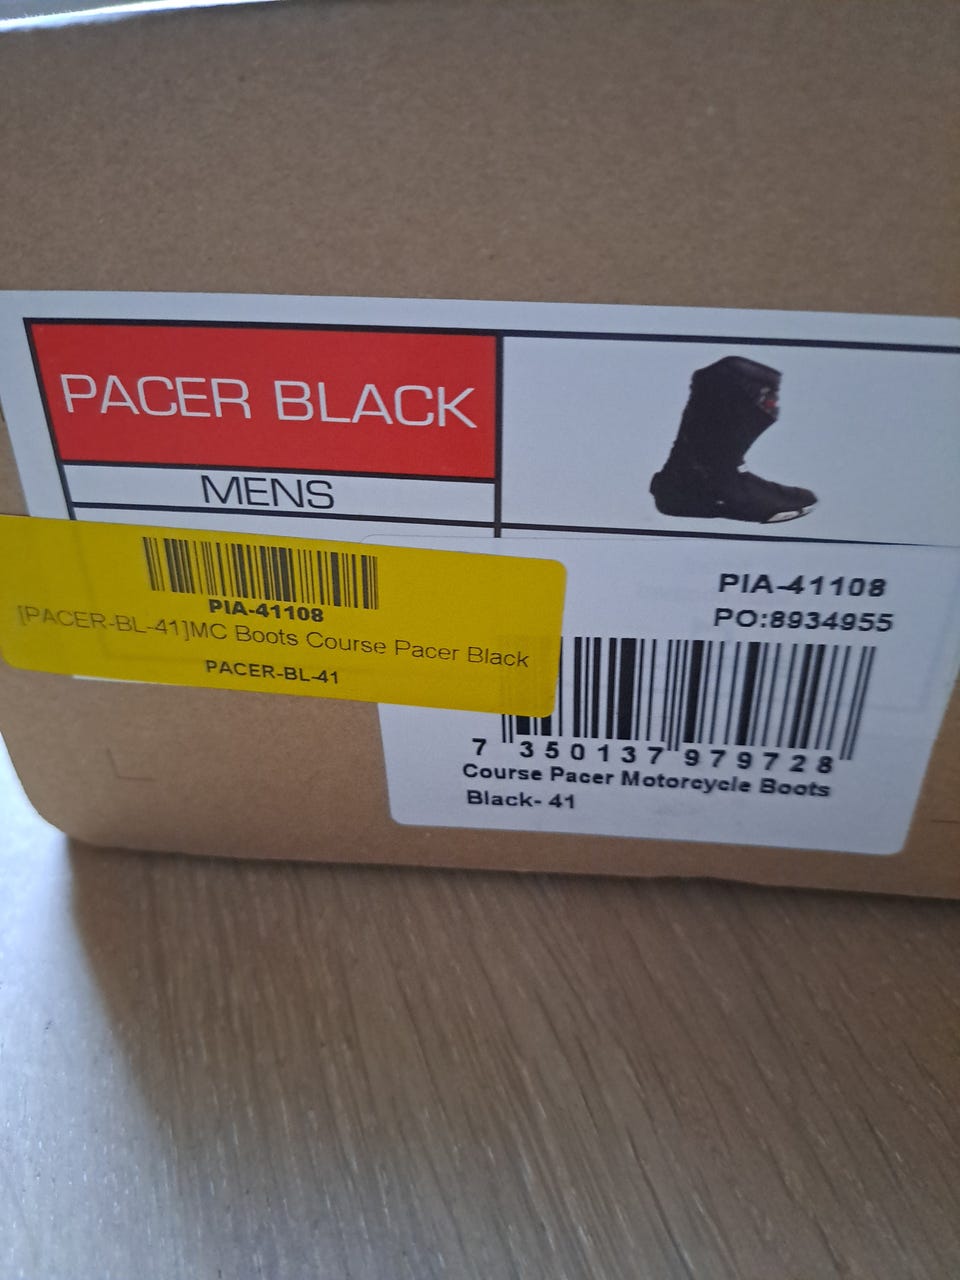 PACER BLACK
MENS
PIA-41108
[PACER-BL-41]MC Boots Course Pacer Black
PACER-BL-41
PIA-41108
PO:8934955
7 350137 979728
Course Pacer Motorcycle Boots
Black- 41